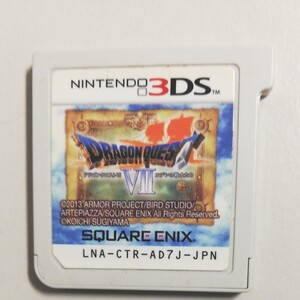 NINTENDO 3DS™
DRAGON QUEST
VII
©2013 ARMOR PROJECT/BIRD STUDIO/
ARTEPIAZZA/SQUARE ENIX All Rights Reserved.
©KOICHI SUGIYAMA
SQUARE ENIX.
LNA-CTR-AD7J-JPN